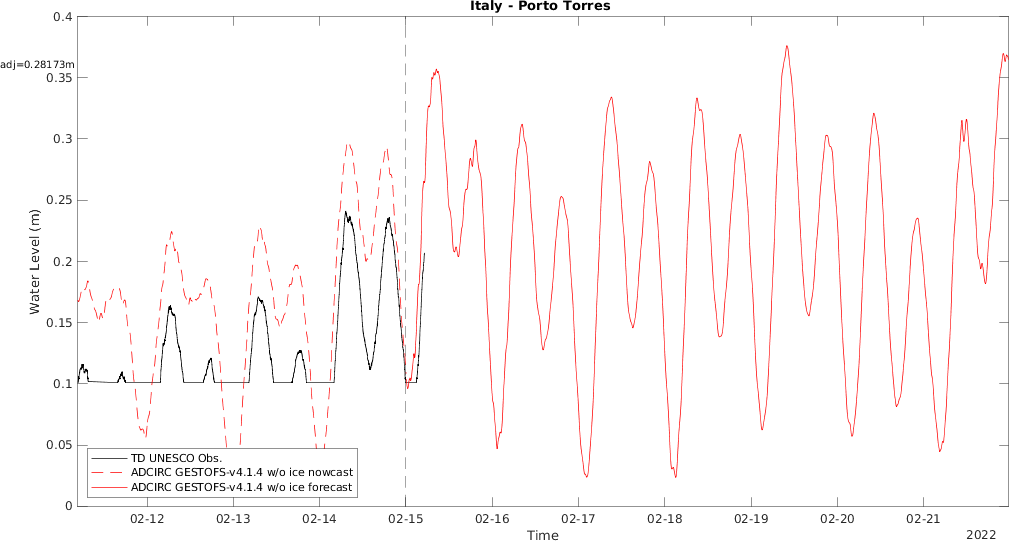 Italy - Porto Torres
adj=0.28173m
0.4
0.35
0.3
0.25
0.2
0.15
0.1
0.05
0
Water Level (m)
TD UNESCO Obs.
ADCIRC GESTOFS-v4.1.4 w/o ice nowcast
ADCIRC GESTOFS-v4.1.4 w/o ice forecast
02-12 02-13 02-14 02-15 02-16 02-17 02-18 02-19 02-20 02-21
Time
2022